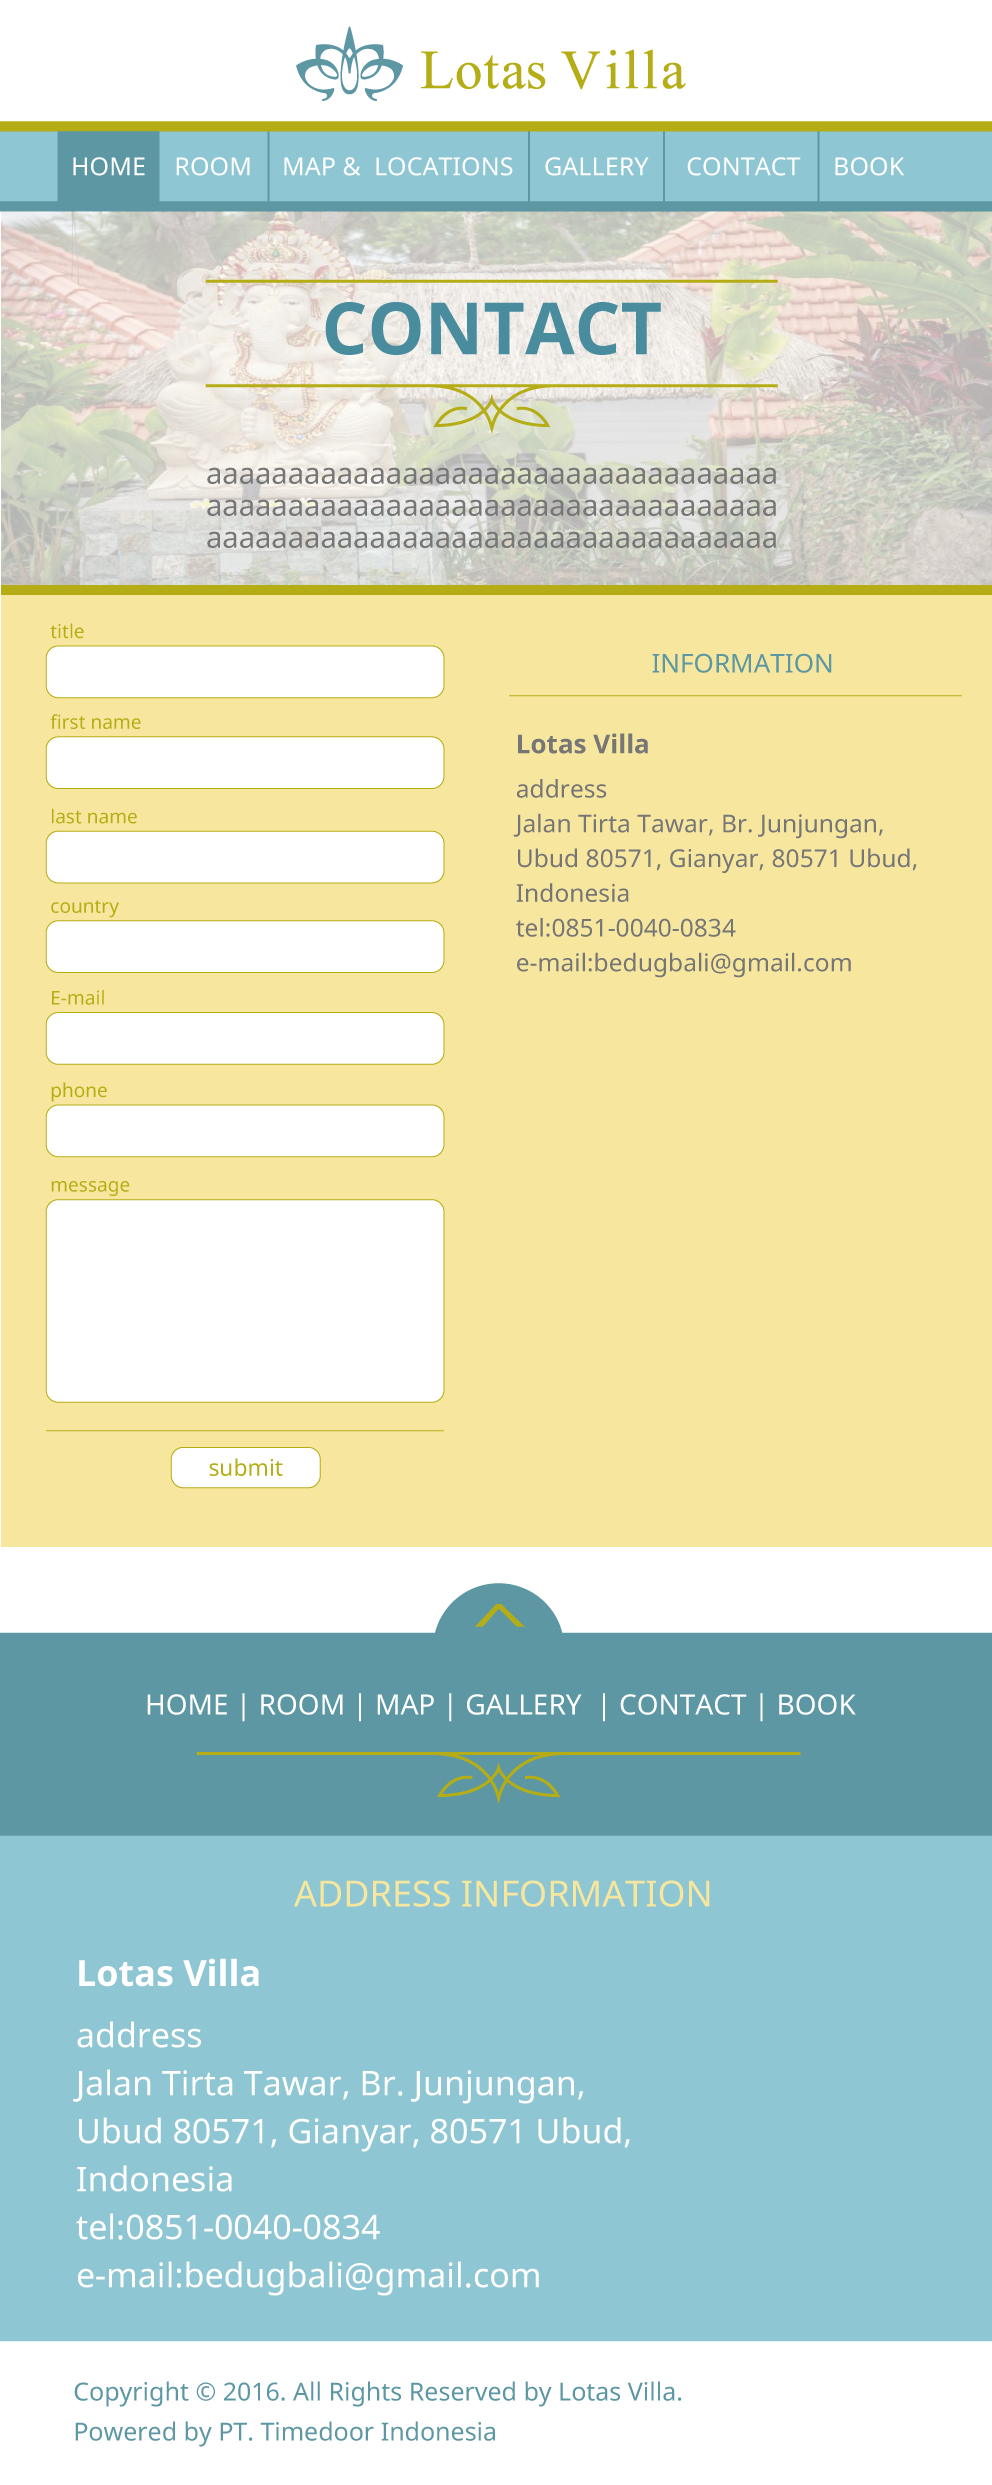 Lotas Villa
HOME ROOM MAP & LOCATIONS GALLERY CONTACT BOOK
CONTACT
aaaaaaaaaaaaaaaaaaaaaaaaaaaaaaaaaaa
aaaaaaaaaaaaaaaaaaaaaaaaaaaaaaaaaaa
aaaaaaaaaaaaaaaaaaaaaaaaaaaaaaaaaaa
title
first name
last name
country
E-mail
phone
message
submit
INFORMATION
Lotas Villa
address
Jalan Tirta Tawar, Br. Junjungan,
Ubud 80571, Gianyar, 80571 Ubud,
Indonesia
tel:0851-0040-0834
e-mail:bedugbali@gmail.com
HOME | ROOM | MAP | GALLERY | CONTACT | BOOK
ADDRESS INFORMATION
Lotas Villa
address
Jalan Tirta Tawar, Br. Junjungan,
Ubud 80571, Gianyar, 80571 Ubud,
Indonesia
tel:0851-0040-0834
e-mail:bedugbali@gmail.com
Copyright © 2016. All Rights Reserved by Lotas Villa.
Powered by PT. Timedoor Indonesia